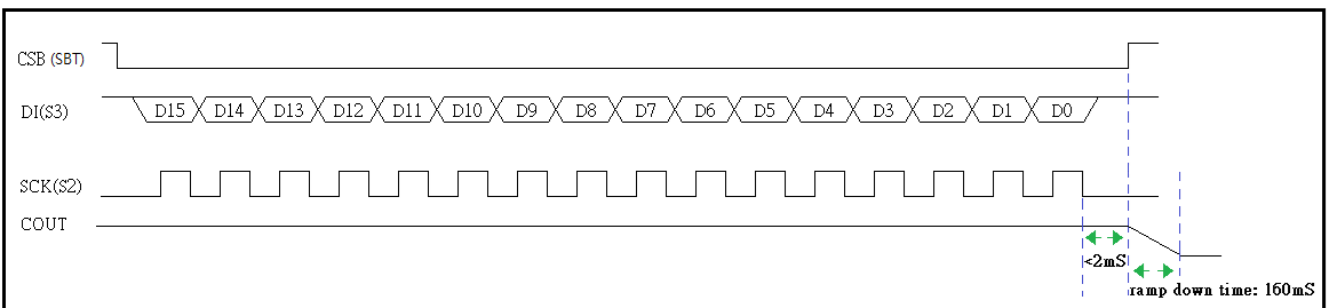 CSB (SBT)
DI(S3) D15 D14 D13 D12 D11 D10 D9 D8 D7 D6 D5 D4 D3 D2 D1 D0
SCK(S2)
COUT
<2mS
ramp down time: 160mS